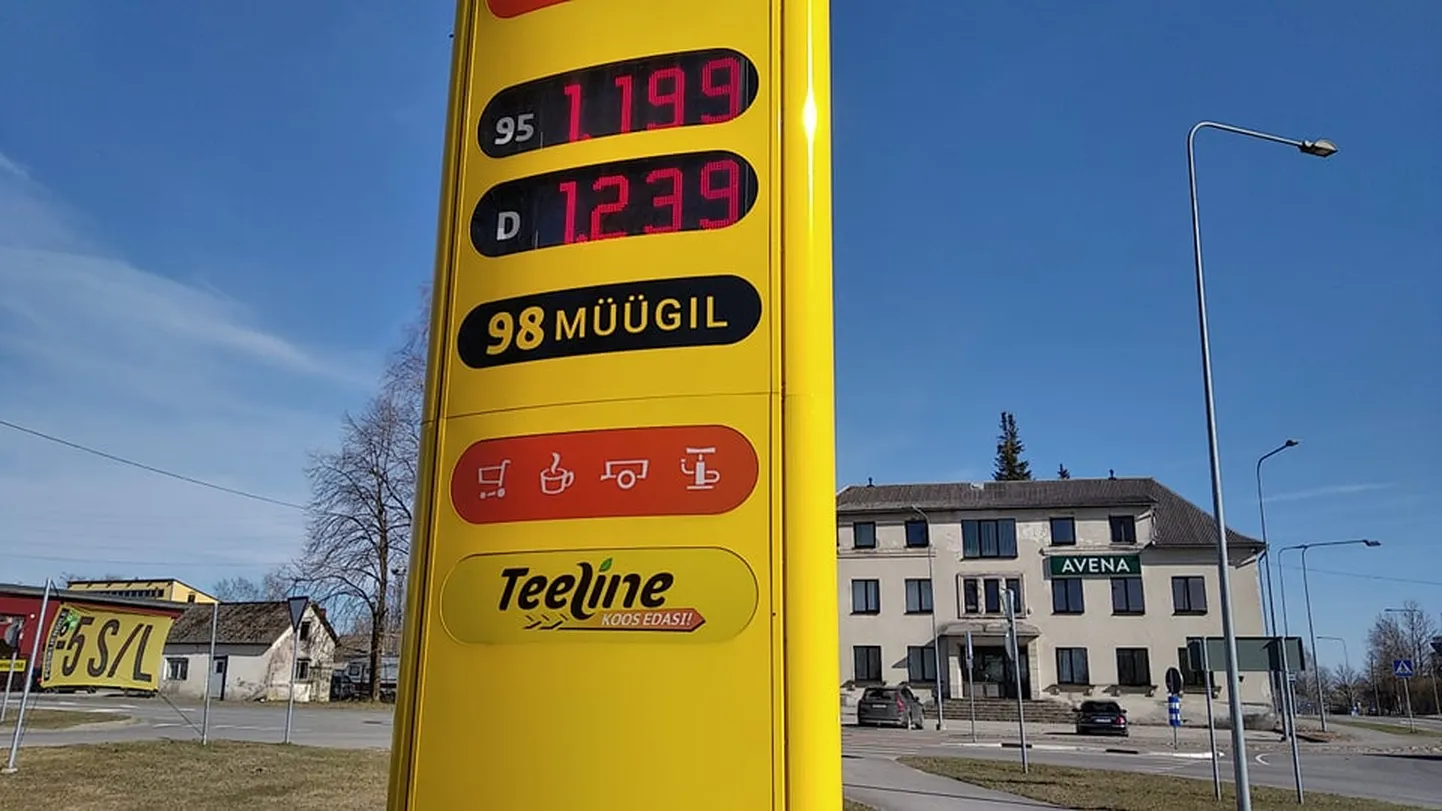 95 1.199
D 1.239
98 MÜÜGIL
Teeline
KOOS EDASI!
AVENA
-5 S/L